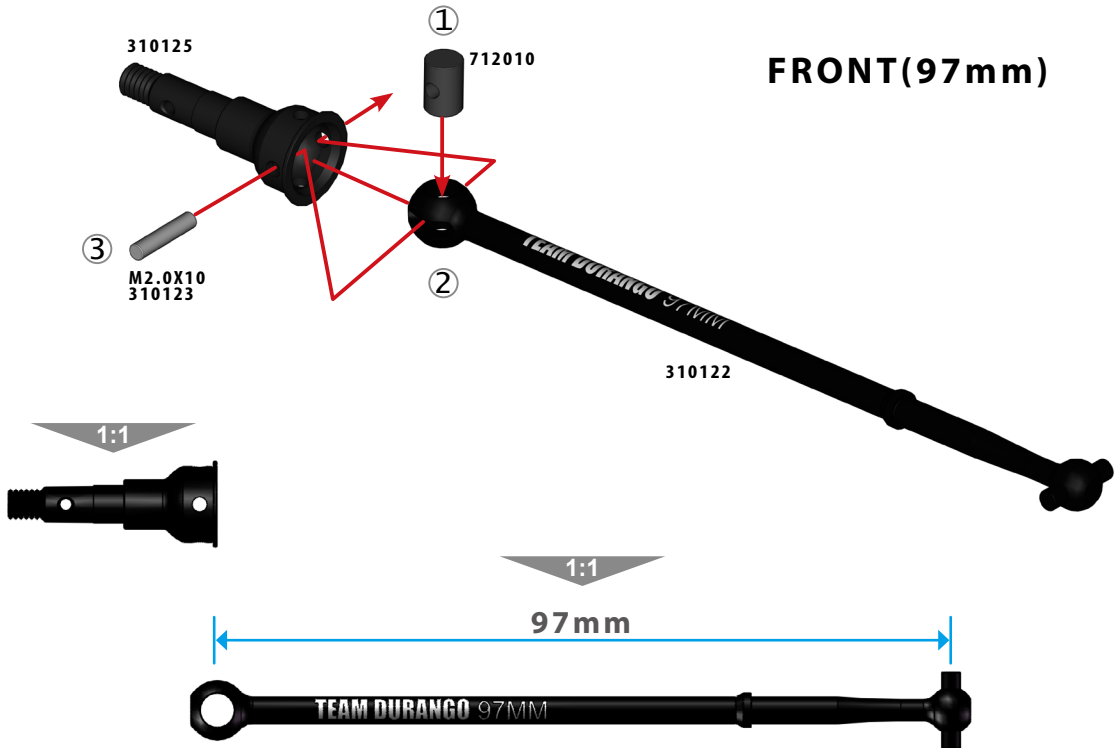 ①
310125
712010
FRONT(97mm)
③
M2.0X10
310123
②
TEAM DURANGO 97MM
310122
1:1
1:1
97mm
TEAM DURANGO 97MM